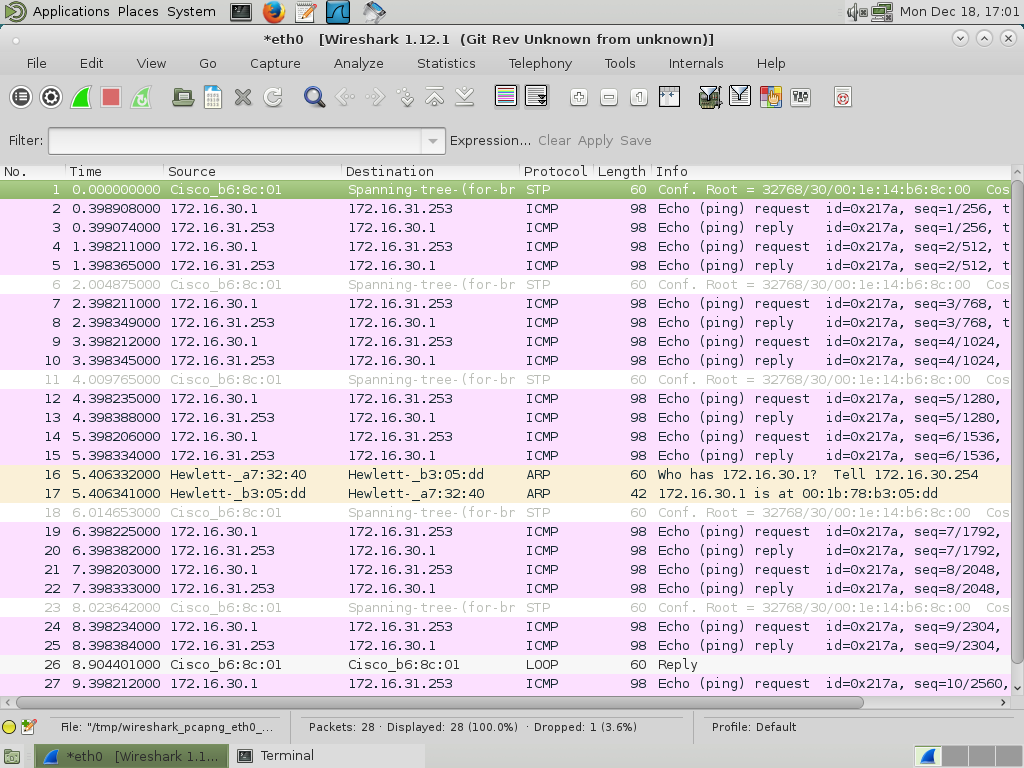 Applications Places System Mon Dec 18, 17:01
*eth0 [Wireshark 1.12.1 (Git Rev Unknown from unknown)]
File Edit View Go Capture Analyze Statistics Telephony Tools Internals Help
Filter: Expression... Clear Apply Save
No. Time Source Destination Protocol Length Info
1 0.000000000 Cisco_b6:8c:01 Spanning-tree-(for-br STP 60 Conf. Root = 32768/30/00:1e:14:b6:8c:00 Cos
2 0.398908000 172.16.30.1 172.16.31.253 ICMP 98 Echo (ping) request id=0x217a, seq=1/256, t
3 0.399074000 172.16.31.253 172.16.30.1 ICMP 98 Echo (ping) reply id=0x217a, seq=1/256, t
4 1.398211000 172.16.30.1 172.16.31.253 ICMP 98 Echo (ping) request id=0x217a, seq=2/512, t
5 1.398365000 172.16.31.253 172.16.30.1 ICMP 98 Echo (ping) reply id=0x217a, seq=2/512, t
6 2.004875000 Cisco_b6:8c:01 Spanning-tree-(for-br STP 60 Conf. Root = 32768/30/00:1e:14:b6:8c:00 Cos
7 2.398211000 172.16.30.1 172.16.31.253 ICMP 98 Echo (ping) request id=0x217a, seq=3/768, t
8 2.398349000 172.16.31.253 172.16.30.1 ICMP 98 Echo (ping) reply id=0x217a, seq=3/768, t
9 3.398212000 172.16.30.1 172.16.31.253 ICMP 98 Echo (ping) request id=0x217a, seq=4/1024,
10 3.398345000 172.16.31.253 172.16.30.1 ICMP 98 Echo (ping) reply id=0x217a, seq=4/1024,
11 4.009765000 Cisco_b6:8c:01 Spanning-tree-(for-br STP 60 Conf. Root = 32768/30/00:1e:14:b6:8c:00 Cos
12 4.398235000 172.16.30.1 172.16.31.253 ICMP 98 Echo (ping) request id=0x217a, seq=5/1280,
13 4.398388000 172.16.31.253 172.16.30.1 ICMP 98 Echo (ping) reply id=0x217a, seq=5/1280,
14 5.398206000 172.16.30.1 172.16.31.253 ICMP 98 Echo (ping) request id=0x217a, seq=6/1536,
15 5.398334000 172.16.31.253 172.16.30.1 ICMP 98 Echo (ping) reply id=0x217a, seq=6/1536,
16 5.406332000 Hewlett-_a7:32:40 Hewlett-_b3:05:dd ARP 60 Who has 172.16.30.1? Tell 172.16.30.254
17 5.406341000 Hewlett-_b3:05:dd Hewlett-_a7:32:40 ARP 42 172.16.30.1 is at 00:1b:78:b3:05:dd
18 6.014653000 Cisco_b6:8c:01 Spanning-tree-(for-br STP 60 Conf. Root = 32768/30/00:1e:14:b6:8c:00 Cos
19 6.398225000 172.16.30.1 172.16.31.253 ICMP 98 Echo (ping) request id=0x217a, seq=7/1792,
20 6.398382000 172.16.31.253 172.16.30.1 ICMP 98 Echo (ping) reply id=0x217a, seq=7/1792,
21 7.398203000 172.16.30.1 172.16.31.253 ICMP 98 Echo (ping) request id=0x217a, seq=8/2048,
22 7.398333000 172.16.31.253 172.16.30.1 ICMP 98 Echo (ping) reply id=0x217a, seq=8/2048,
23 8.023642000 Cisco_b6:8c:01 Spanning-tree-(for-br STP 60 Conf. Root = 32768/30/00:1e:14:b6:8c:00 Cos
24 8.398234000 172.16.30.1 172.16.31.253 ICMP 98 Echo (ping) request id=0x217a, seq=9/2304,
25 8.398384000 172.16.31.253 172.16.30.1 ICMP 98 Echo (ping) reply id=0x217a, seq=9/2304,
26 8.904401000 Cisco_b6:8c:01 Cisco_b6:8c:01 LOOP 60 Reply
27 9.398212000 172.16.30.1 172.16.31.253 ICMP 98 Echo (ping) request id=0x217a, seq=10/2560,
File: "/tmp/wireshark_pcapng_eth0_... Packets: 28 · Displayed: 28 (100.0%) · Dropped: 1 (3.6%) Profile: Default
*eth0 [Wireshark 1.1... Terminal